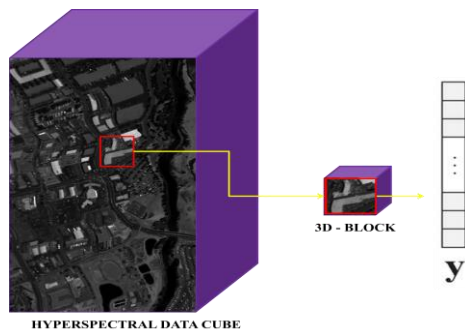 3D - BLOCK
y
HYPERSPECTRAL DATA CUBE